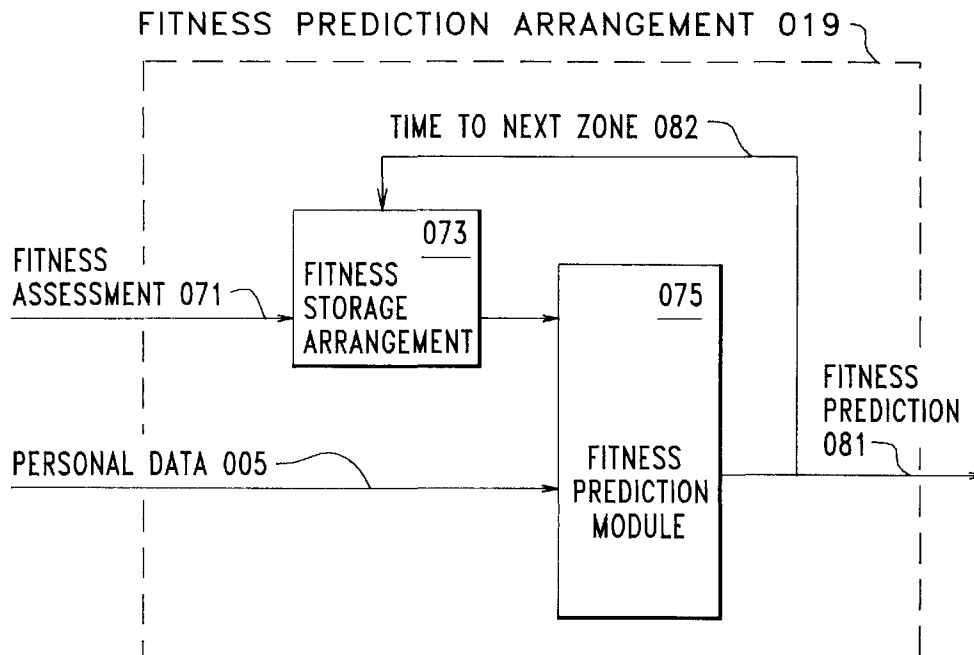 FITNESS PREDICTION ARRANGEMENT 019
TIME TO NEXT ZONE 082
073
FITNESS
STORAGE
ARRANGEMENT
FITNESS
ASSESSMENT 071
075
FITNESS
PREDICTION
MODULE
PERSONAL DATA 005
FITNESS
PREDICTION
081